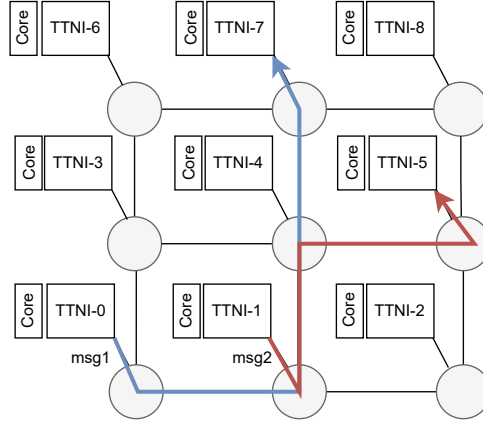 Core TTNI-6 Core TTNI-7 Core TTNI-8
Core TTNI-3 Core TTNI-4 Core TTNI-5
Core TTNI-0 Core TTNI-1 Core TTNI-2
msg1 msg2